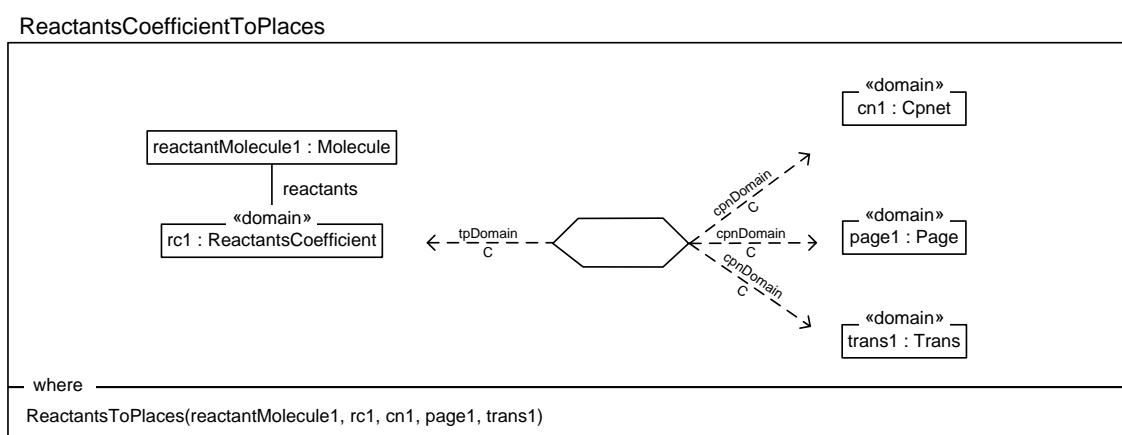 ReactantsCoefficientToPlaces
«domain»
cn1 : Cpnet
reactantMolecule1 : Molecule
reactants
cpnDomain
C
«domain»
rc1 : ReactantsCoefficient
tpDomain
C
cpnDomain
C
«domain»
page1 : Page
cpnDomain
C
«domain»
trans1 : Trans
where
ReactantsToPlaces(reactantMolecule1, rc1, cn1, page1, trans1)